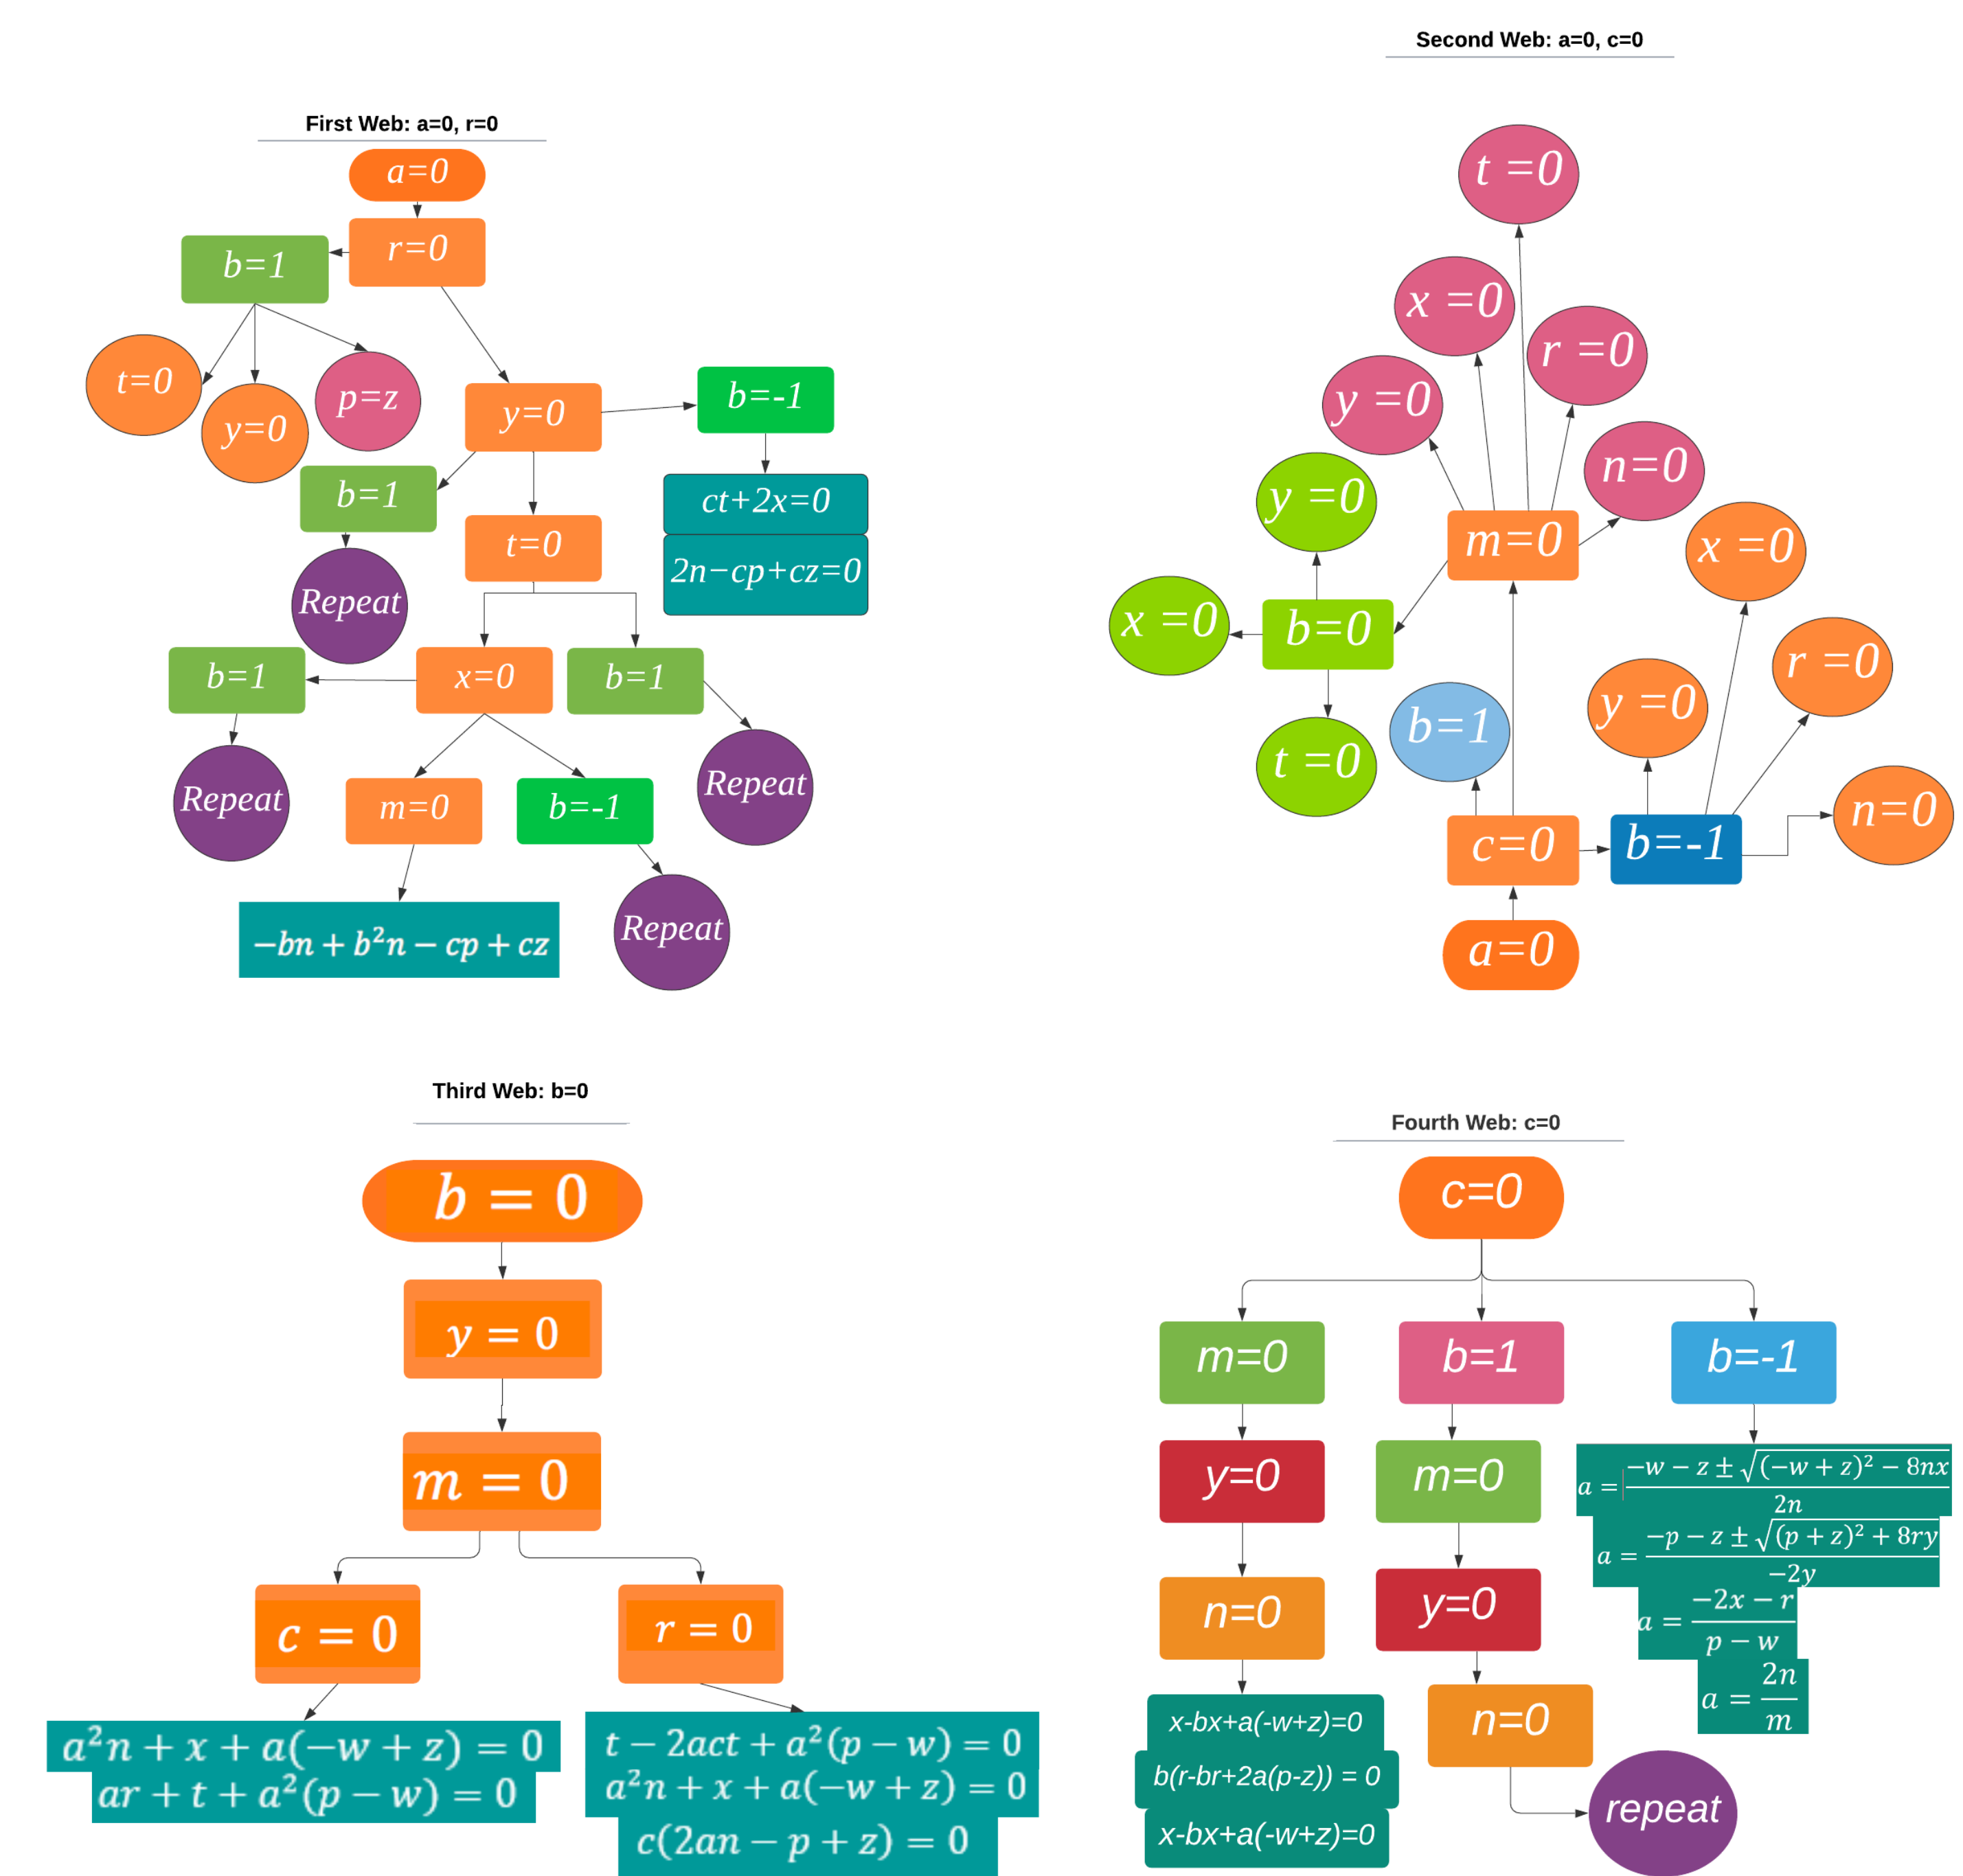 First Web: a=0, r=0
a=0
r=0
b=1
t=0
y=0
p=z
y=0
b=-1
ct+2x=0
2n−cp+cz=0
b=1
Repeat
t=0
b=1
x=0
b=1
Repeat
Repeat
m=0
b=-1
−bn + b²n − cp + cz
Repeat
Second Web: a=0, c=0
t =0
x =0
r =0
y =0
n=0
y =0
m=0
x =0
x =0
b=0
r =0
y =0
b=1
t =0
n=0
c=0
b=-1
a=0
Third Web: b=0
b = 0
y = 0
m = 0
c = 0
r = 0
a²n + x + a(−w + z) = 0
ar + t + a²(p − w) = 0
t − 2act + a²(p − w) = 0
a²n + x + a(−w + z) = 0
c(2an − p + z) = 0
Fourth Web: c=0
c=0
m=0
b=1
b=-1
y=0
m=0
n=0
y=0
n=0
x-bx+a(-w+z)=0
b(r-br+2a(p-z)) = 0
x-bx+a(-w+z)=0
repeat
a = −w − z ± √(−w + z)² − 8nx / 2n
a = −p − z ± √(p + z)² + 8ry / −2y
a = −2x − r / p − w
a = 2n / m